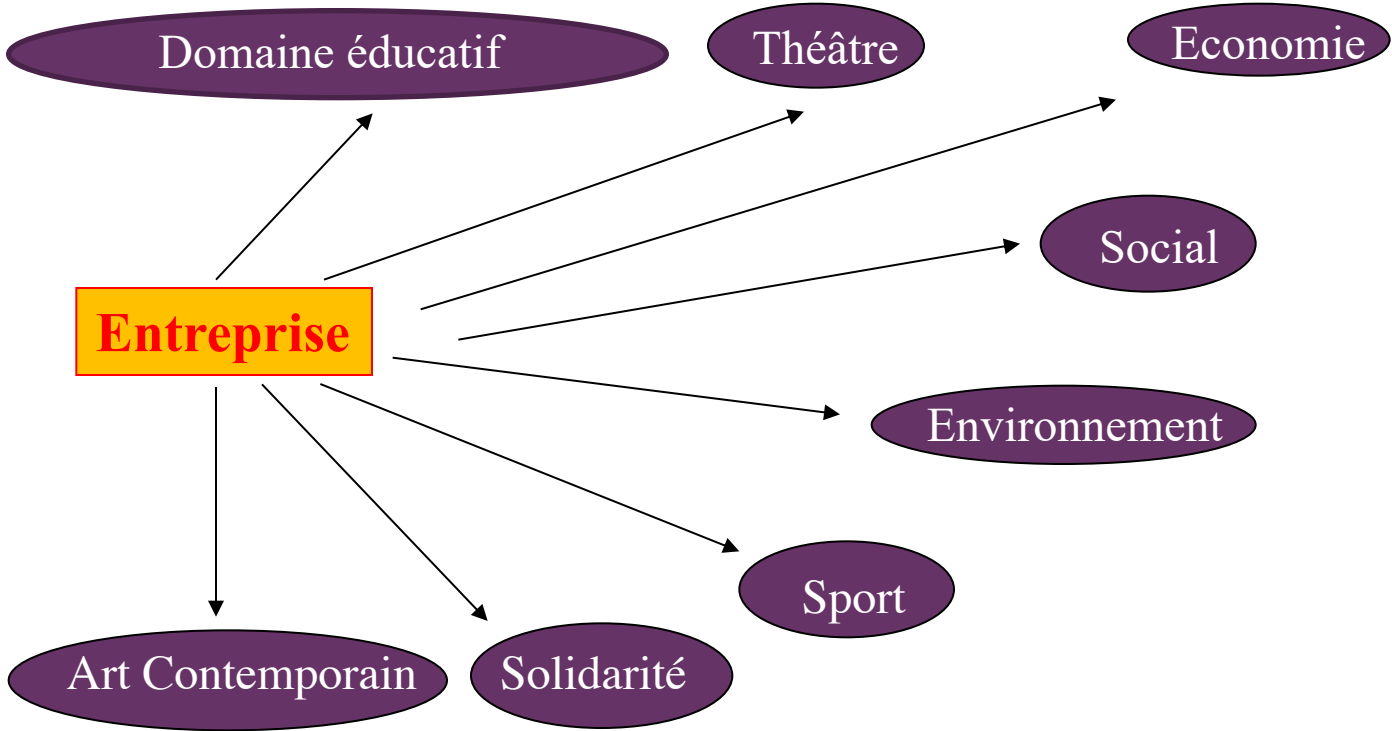 Domaine éducatif
Théâtre
Economie
Social
Entreprise
Environnement
Sport
Art Contemporain
Solidarité